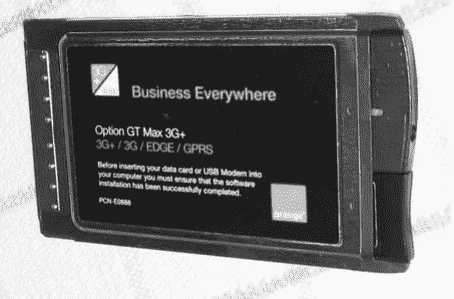 Business Everywhere
Option GT Max 3G+
3G+ / 3G / EDGE / GPRS
Before inserting your data card or USB Modem into
your computer you must ensure that the software
installation has been successfully completed.
PCN-E0888
orange